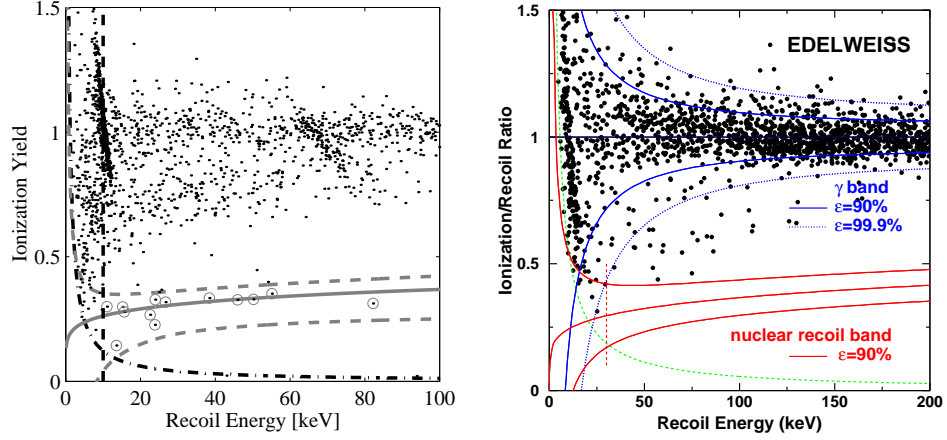 Ionization Yield
1
0.5
0
0 20 40 60 80 100
Recoil Energy [keV]
Ionization/Recoil Ratio
1.5
1.0
0.5
0.0
EDELWEISS
γ band
ε=90%
ε=99.9%
nuclear recoil band
ε=90%
0 50 100 150 200
Recoil Energy (keV)